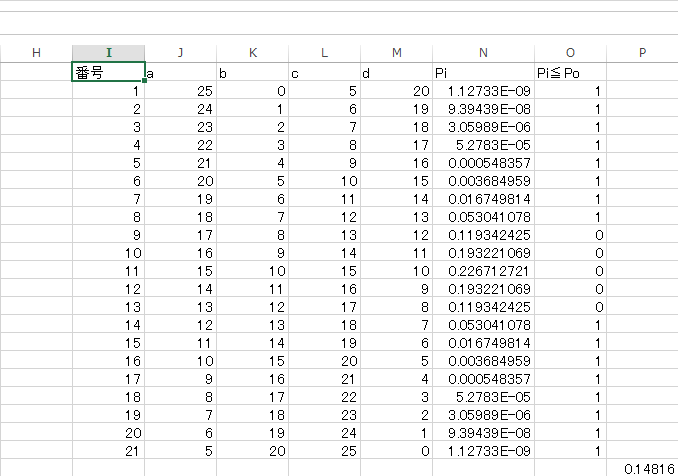 H I J K L M N O P
番号 a b c d Pi Pi≦Po
1 25 0 5 20 1.12733E-09 1
2 24 1 6 19 9.39439E-08 1
3 23 2 7 18 3.05989E-06 1
4 22 3 8 17 5.2783E-05 1
5 21 4 9 16 0.000548357 1
6 20 5 10 15 0.003684959 1
7 19 6 11 14 0.016749814 1
8 18 7 12 13 0.053041078 1
9 17 8 13 12 0.119342425 0
10 16 9 14 11 0.193221069 0
11 15 10 15 10 0.226712721 0
12 14 11 16 9 0.193221069 0
13 13 12 17 8 0.119342425 0
14 12 13 18 7 0.053041078 1
15 11 14 19 6 0.016749814 1
16 10 15 20 5 0.003684959 1
17 9 16 21 4 0.000548357 1
18 8 17 22 3 5.2783E-05 1
19 7 18 23 2 3.05989E-06 1
20 6 19 24 1 9.39439E-08 1
21 5 20 25 0 1.12733E-09 1
0.14816